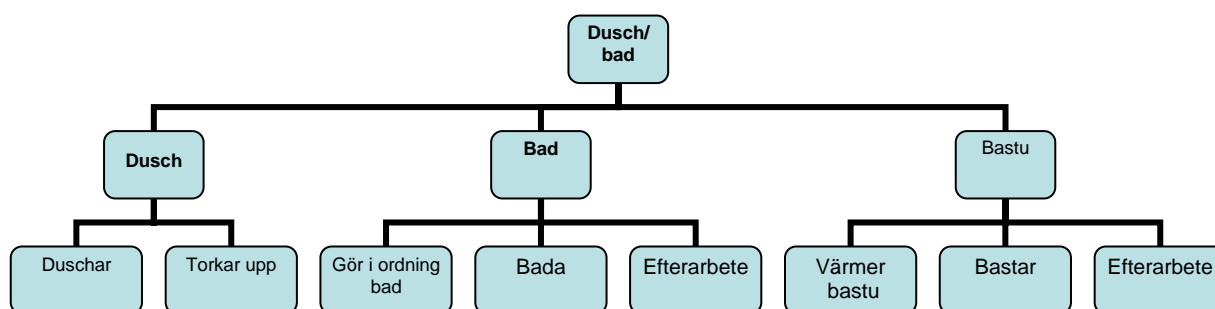 Dusch/
bad
Dusch
Bad
Bastu
Duschar
Torkar upp
Gör i ordning
bad
Bada
Efterarbete
Värmer
bastu
Bastar
Efterarbete